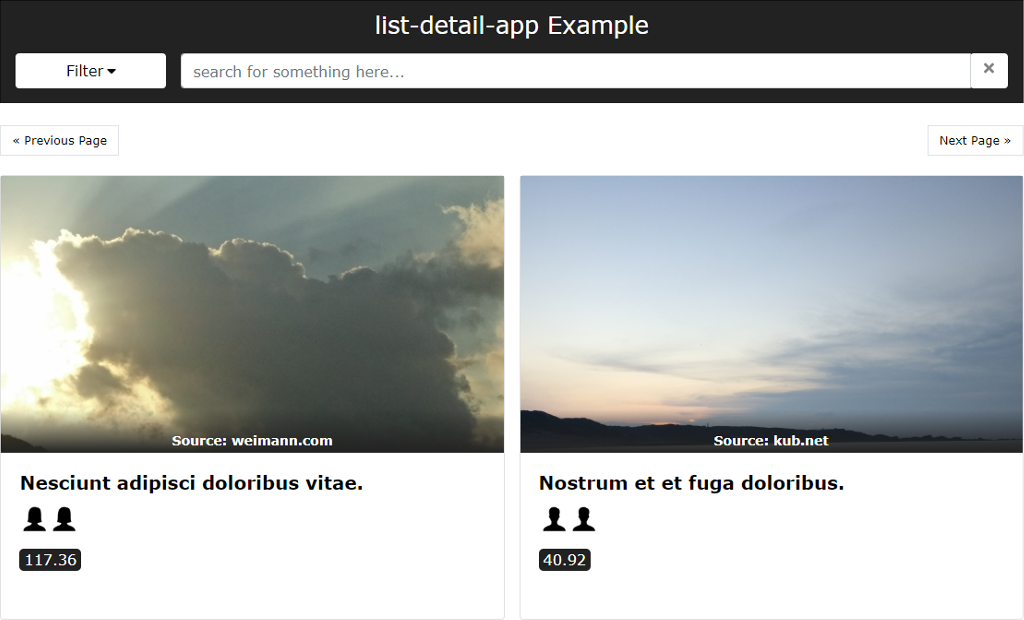 list-detail-app Example
Filter
search for something here...
×
« Previous Page
Next Page »
Source: weimann.com
Source: kub.net
Nesciunt adipisci doloribus vitae.
117.36
Nostrum et et fuga doloribus.
40.92